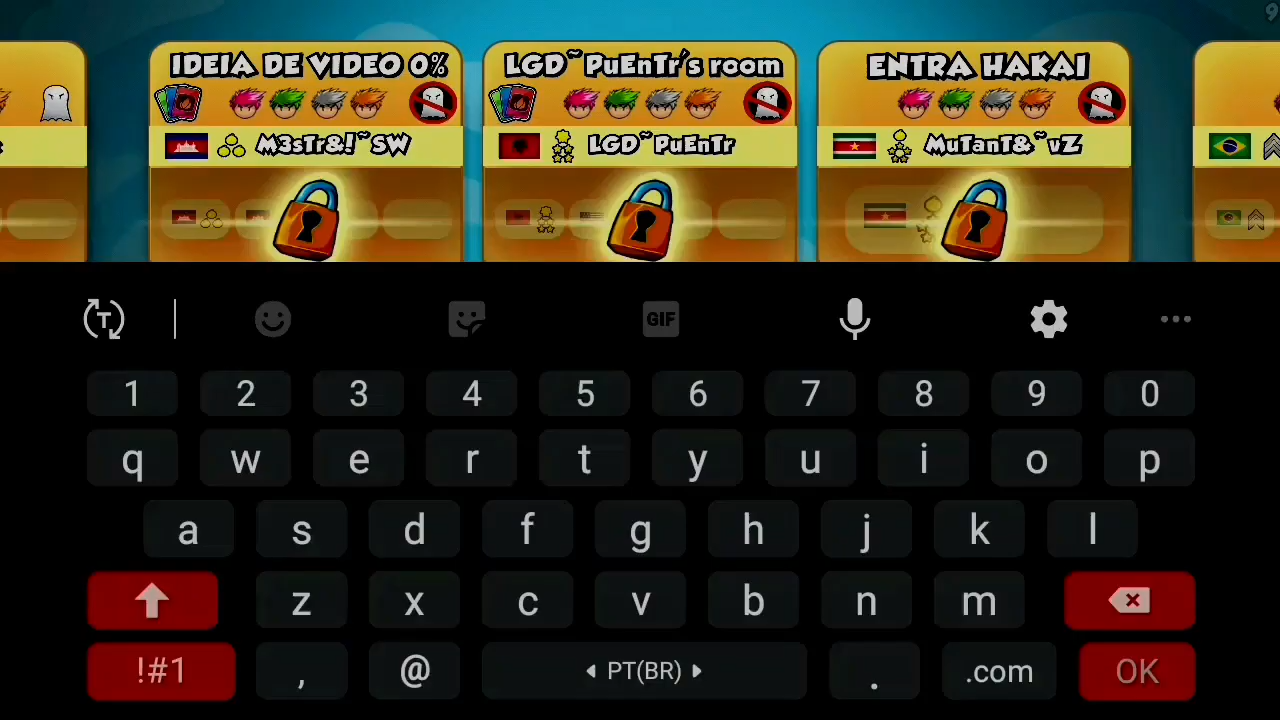 9
IDEIA DE VIDEO 0%
M3sTr&!~SW
LGD~PuEnTr's room
LGD~PuEnTr
ENTRA HAKAI
MuTanT&~vZ
T
GIF
1 2 3 4 5 6 7 8 9 0
q w e r t y u i o p
a s d f g h j k l
z x c v b n m
!#1 , @ PT(BR) . .com OK